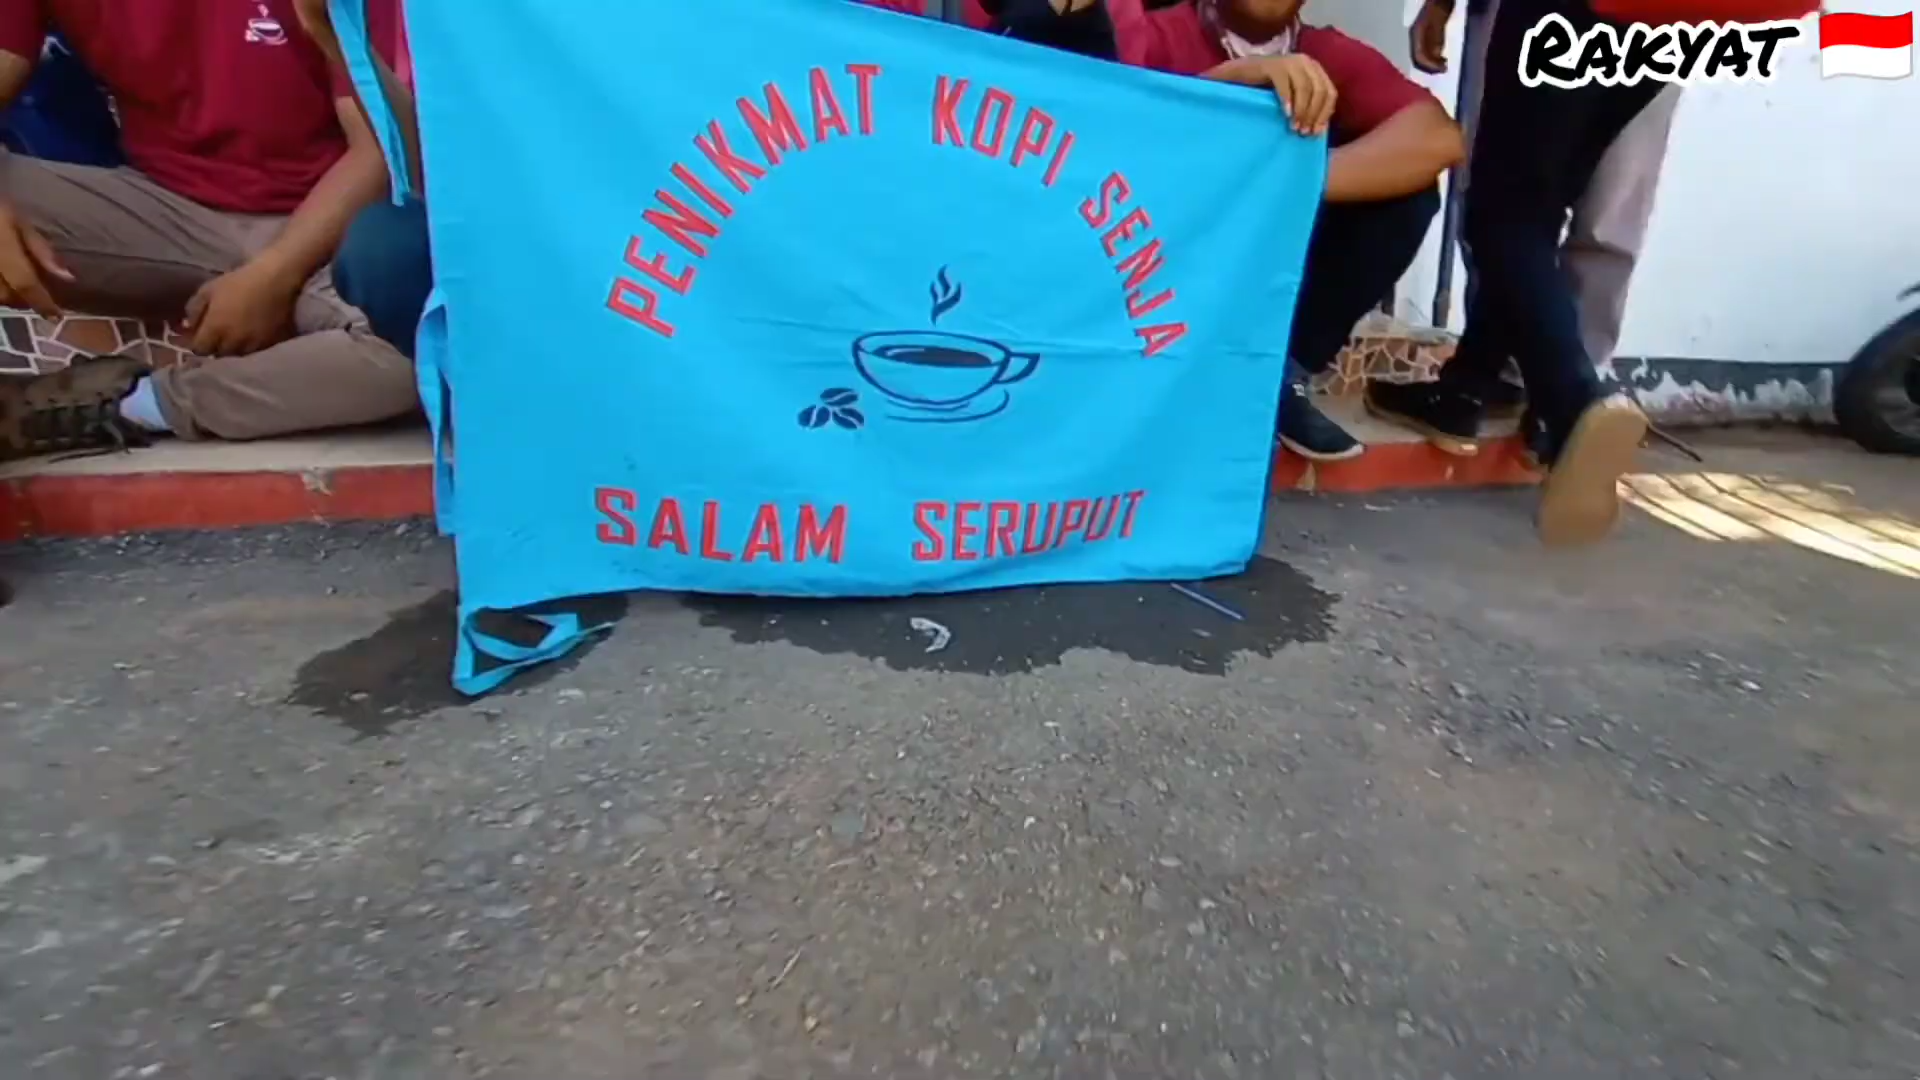 RAKYAT 🇮🇩
PENIKMAT KOPI SENJA
SALAM SERUPUT